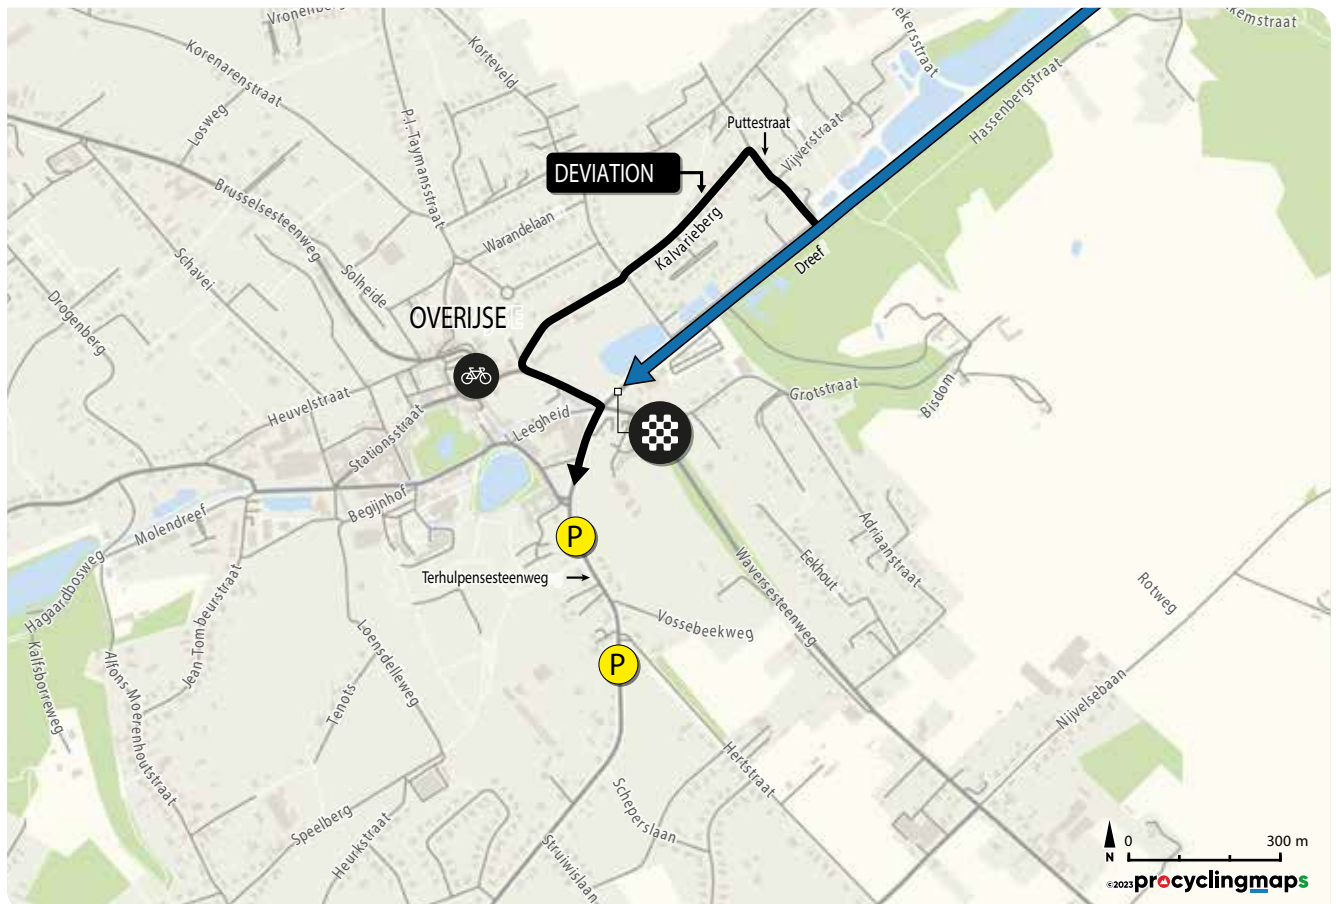 Vronenberg
Korenarenstraat
Losweg
P.I. Taymansstraat
Korteveld
Hassenbergstraat
Puttestraat
Vijverstraat
DEVIATION
Kalvarieberg
Dreef
Brusselsesteenweg
Warandelaan
Schavei
Solheide
Drogenberg
OVERIJSE
Heuvelstraat
Stationsstraat
Leegheid
Grotstraat
Bisdom
Begijnhof
Molendreef
Adriaanstraat
P
Hagaardbosweg
Jean Tombeurstraat
Terhulpensesteenweg
Waversesteenweg
Eekhout
Rotweg
Vossebeekweg
P
Kalfsborreweg
Alfons Moerenhoutstraat
Loensdelleweg
Tenots
Nijvelsebaan
Hertstraat
Speelberg
Heurkstraat
Struiwislaan
Scheperslaan
N
0 300 m
©2023 procyclingmaps